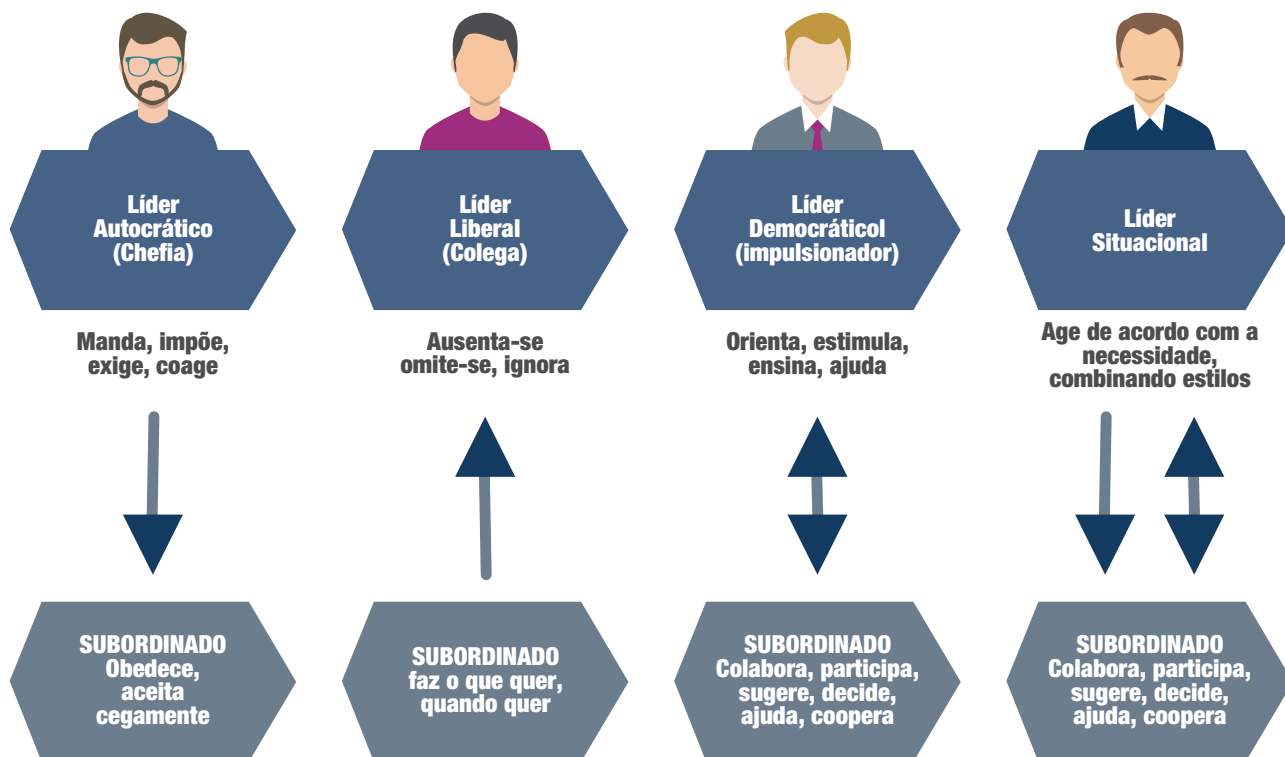 Líder
Autocrático
(Chefia)
Líder
Liberal
(Colega)
Líder
Démocráticol
(impulsionador)
Líder
Situacional
Manda, impõe,
exige, coage
Ausenta-se
omite-se, ignora
Orienta, estimula,
ensina, ajuda
Age de acordo com a
necessidade,
combinando estilos
SUBORDINADO
Obedece,
aceita
cegamente
SUBORDINADO
faz o que quer,
quando quer
SUBORDINADO
Colabora, participa,
sugere, decide,
ajuda, coopera
SUBORDINADO
Colabora, participa,
sugere, decide,
ajuda, coopera